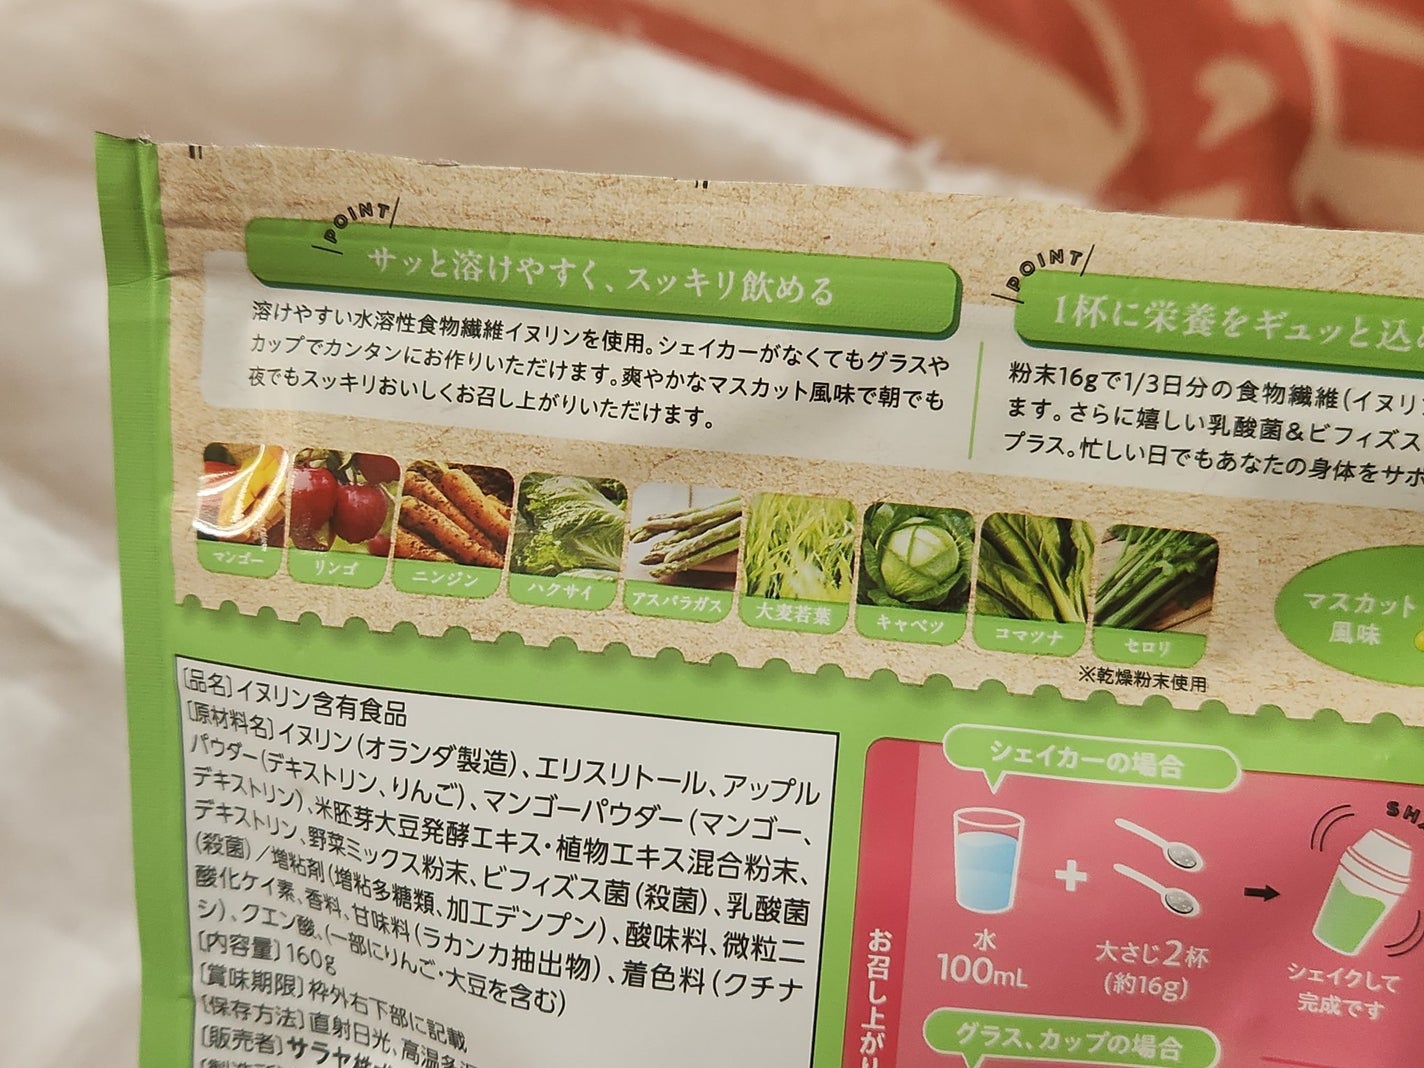 POINT
サッと溶けやすく、スッキリ飲める
溶けやすい水溶性食物繊維イヌリンを使用。シェイカーがなくてもグラスや
カップでカンタンにお作りいただけます。爽やかなマスカット風味で朝でも
夜でもスッキリおいしくお召し上がりいただけます。
POINT
1杯に栄養をギュッと込
粉末16gで1/3日分の食物繊維(イヌリ
ます。さらに嬉しい乳酸菌&ビフィズス
プラス。忙しい日でもあなたの身体をサポ
マンゴー
リンゴ
ニンジン
ハクサイ
アスパラガス
大麦若葉
キャベツ
コマツナ
セロリ
※乾燥粉末使用
マスカット
風味
[品名]イヌリン含有食品
[原材料名]イヌリン(オランダ製造)、エリスリトール、アップル
パウダー(デキストリン、りんご)、マンゴーパウダー(マンゴー、
デキストリン)、米胚芽大豆発酵エキス・植物エキス混合粉末、
デキストリン、野菜ミックス粉末、ビフィズス菌(殺菌)、乳酸菌
(殺菌)/増粘剤(増粘多糖類、加工デンプン)、酸味料、微粒二
酸化ケイ素、香料、甘味料(ラカンカ抽出物)、着色料(クチナ
シ)、クエン酸、(一部にりんご・大豆を含む)
[内容量]160g
[賞味期限]枠外右下部に記載
[保存方法]直射日光、高温多
[販売者]サラヤ株
お召し上がり
シェイカーの場合
水
100mL
+
大さじ2杯
(約16g)
SH
シェイクして
完成です
グラス、カップの場合